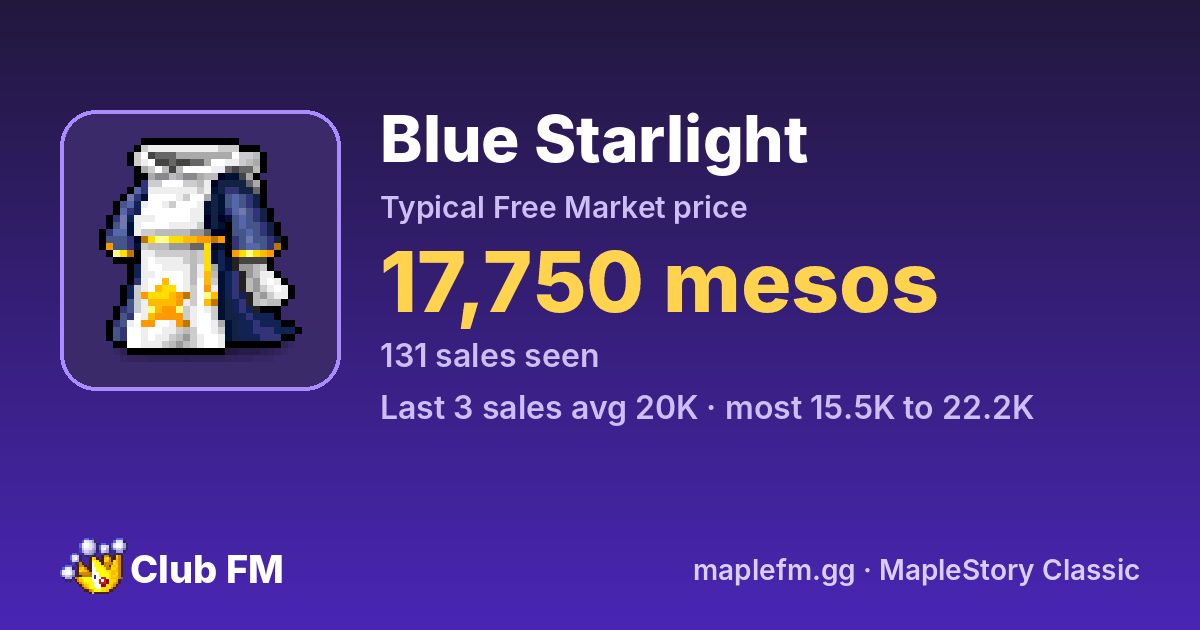 Blue Starlight
Typical Free Market price
17,750 mesos
131 sales seen
Last 3 sales avg 20K · most 15.5K to 22.2K
Club FM
maplefm.gg · MapleStory Classic